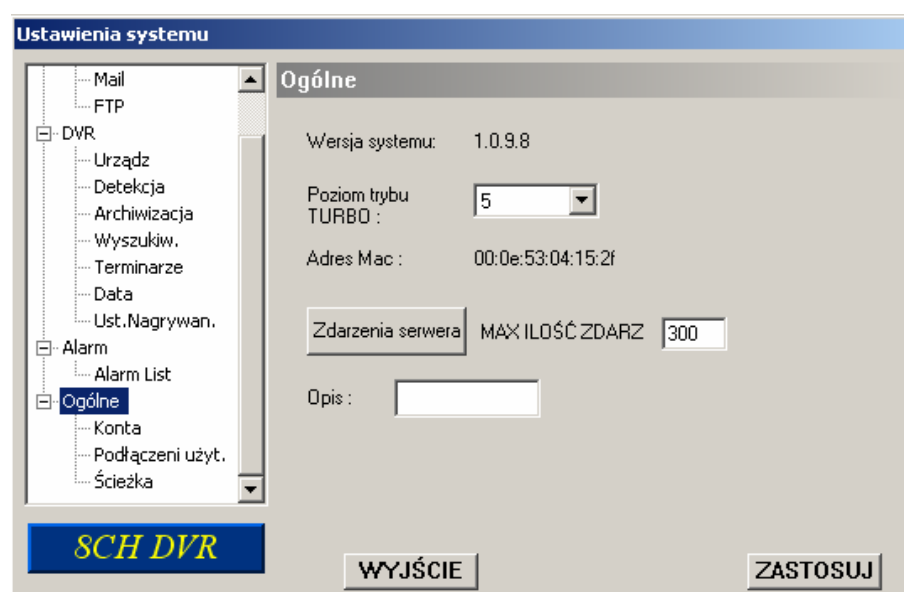 Ustawienia systemu
Mail
FTP
DVR
Urządz
Detekcja
Archiwizacja
Wyszukiw.
Terminarze
Data
Ust.Nagrywan.
Alarm
Alarm List
Ogólne
Konta
Podłączeni użyt.
Ścieżka
8CH DVR
Ogólne
Wersja systemu: 1.0.9.8
Poziom trybu
TURBO : 5
Adres Mac : 00:0e:53:04:15:2f
Zdarzenia serwera MAX ILOŚĆ ZDARZ 300
Opis :
WYJŚCIE ZASTOSUJ